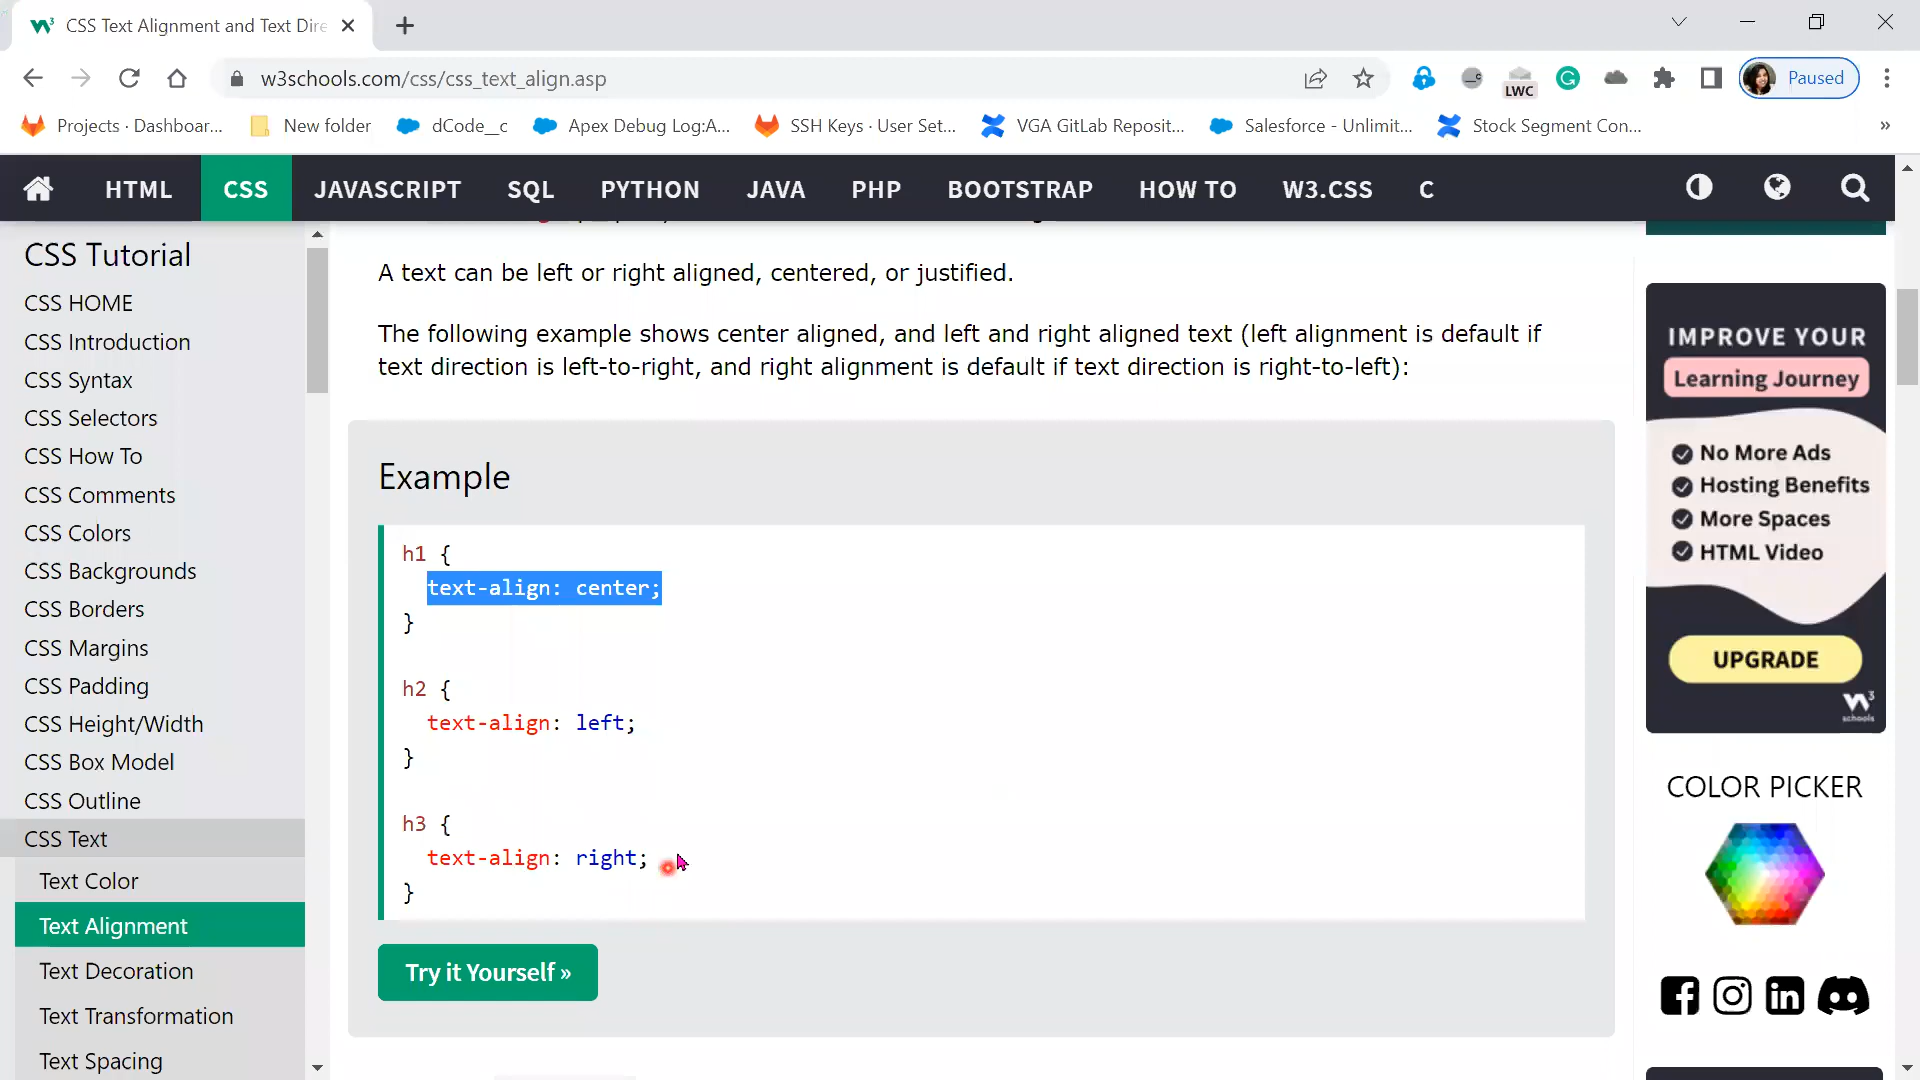 CSS Text Alignment and Text Dire
w3schools.com/css/css_text_align.asp
LWC
Paused
Projects · Dashboar...
New folder
dCode__c
Apex Debug Log:A...
SSH Keys · User Set...
VGA GitLab Reposit...
Salesforce - Unlimit...
Stock Segment Con...
»
HTML
CSS
JAVASCRIPT
SQL
PYTHON
JAVA
PHP
BOOTSTRAP
HOW TO
W3.CSS
C
CSS Tutorial
CSS HOME
CSS Introduction
CSS Syntax
CSS Selectors
CSS How To
CSS Comments
CSS Colors
CSS Backgrounds
CSS Borders
CSS Margins
CSS Padding
CSS Height/Width
CSS Box Model
CSS Outline
CSS Text
Text Color
Text Alignment
Text Decoration
Text Transformation
Text Spacing
A text can be left or right aligned, centered, or justified.
The following example shows center aligned, and left and right aligned text (left alignment is default if
text direction is left-to-right, and right alignment is default if text direction is right-to-left):
Example
h1 {
text-align: center;
}
h2 {
text-align: left;
}
h3 {
text-align: right;
}
Try it Yourself »
IMPROVE YOUR
Learning Journey
No More Ads
Hosting Benefits
More Spaces
HTML Video
UPGRADE
W3
schools
COLOR PICKER